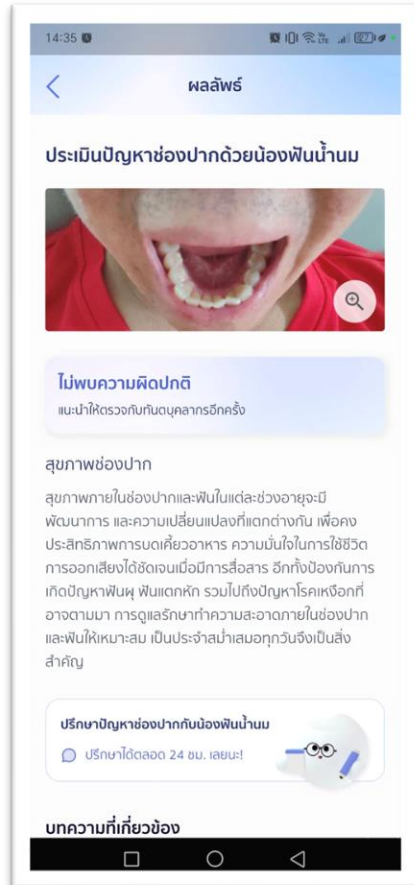 14:35
87
ผลลัพธ์
ประเมินปัญหาช่องปากด้วยน้องฟันน้ำนม
ไม่พบความผิดปกติ
แนะนำให้ตรวจกับทันตบุคลากรอีกครั้ง
สุขภาพช่องปาก
สุขภาพภายในช่องปากและฟันในแต่ละช่วงอายุจะมี
พัฒนาการ และความเปลี่ยนแปลงที่แตกต่างกัน เพื่อคง
ประสิทธิภาพการบดเคี้ยวอาหาร ความมั่นใจในการใช้ชีวิต
การออกเสียงได้ชัดเจนเมื่อมีการสื่อสาร อีกทั้งป้องกันการ
เกิดปัญหาฟันผุ ฟันแตกหัก รวมไปถึงปัญหาโรคเหงือกที่
อาจตามมา การดูแลรักษาทำความสะอาดภายในช่องปาก
และฟันให้เหมาะสม เป็นประจำสม่ำเสมอทุกวันจึงเป็นสิ่ง
สำคัญ
ปรึกษาปัญหาช่องปากกับน้องฟันน้ำนม
ปรึกษาได้ตลอด 24 ชม. เลยนะ!
บทความที่เกี่ยวข้อง